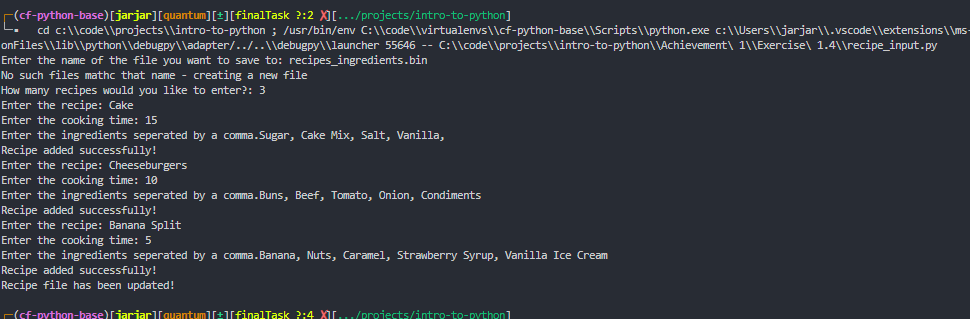 (cf-python-base)[jarjar][quantum][±][finalTask ?:2 ✗][.../projects/intro-to-python]
cd c:\\code\\projects\\intro-to-python ; /usr/bin/env C:\\code\\virtualenvs\\cf-python-base\\Scripts\\python.exe c:\\Users\\jarjar\\.vscode\\extensions\\ms-
onFiles\\lib\\python\\debugpy\\adapter/../..\\debugpy\\launcher 55646 -- C:\\code\\projects\\intro-to-python\\Achievement\ 1\\Exercise\ 1.4\\recipe_input.py
Enter the name of the file you want to save to: recipes_ingredients.bin
No such files mathc that name - creating a new file
How many recipes would you like to enter?: 3
Enter the recipe: Cake
Enter the cooking time: 15
Enter the ingredients seperated by a comma.Sugar, Cake Mix, Salt, Vanilla,
Recipe added successfully!
Enter the recipe: Cheeseburgers
Enter the cooking time: 10
Enter the ingredients seperated by a comma.Buns, Beef, Tomato, Onion, Condiments
Recipe added successfully!
Enter the recipe: Banana Split
Enter the cooking time: 5
Enter the ingredients seperated by a comma.Banana, Nuts, Caramel, Strawberry Syrup, Vanilla Ice Cream
Recipe added successfully!
Recipe file has been updated!
(cf-python-base)[jarjar][quantum][±][finalTask ?:4 ✗][.../projects/intro-to-python]